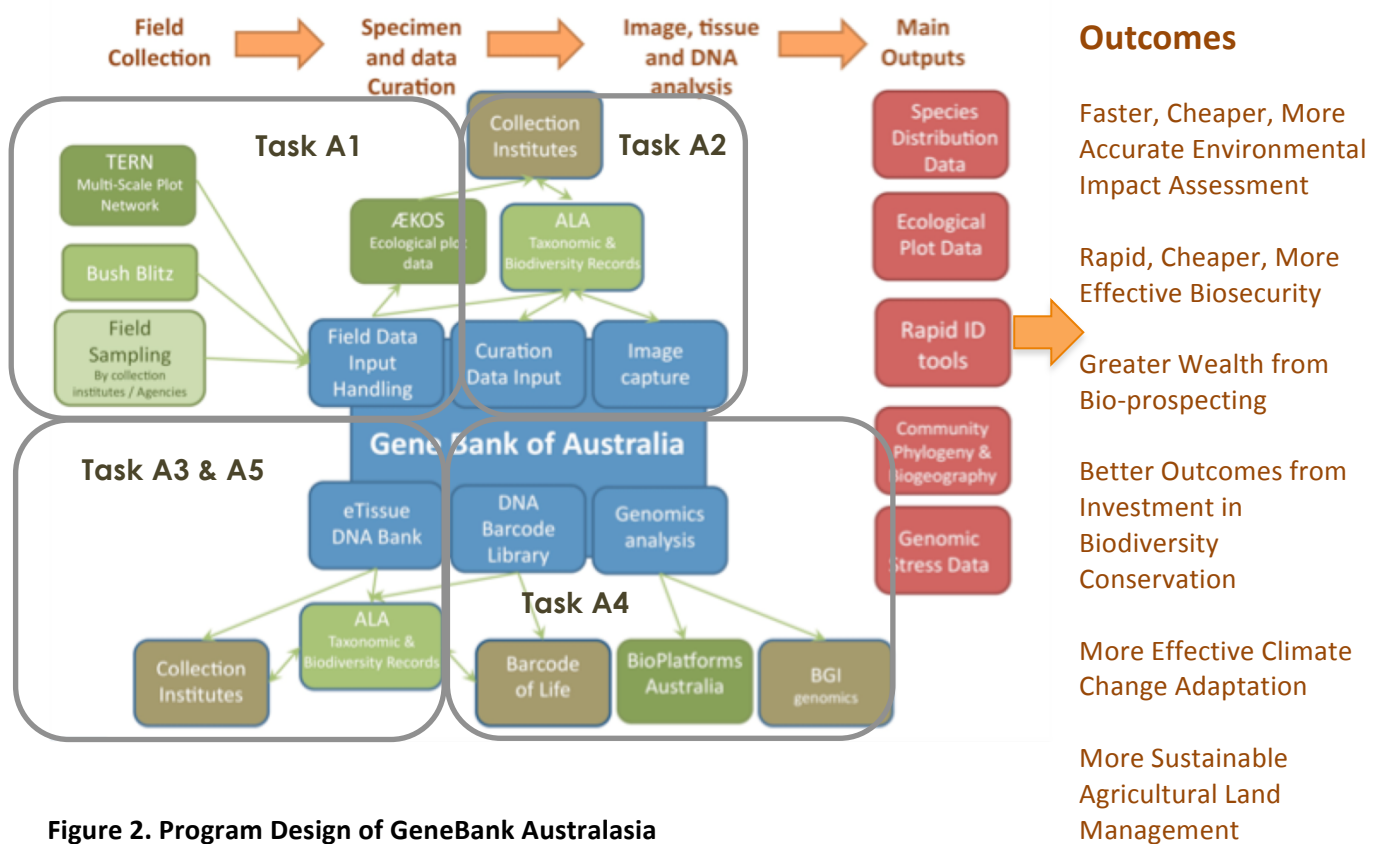 Field
Collection
Specimen
and data
Curation
Image, tissue
and DNA
analysis
Main
Outputs
Outcomes
Task A1
TERN
Multi-Scale Plot
Network
Bush Blitz
Field
Sampling
By collection
institutes / Agencies
ÆKOS
Ecological plot
data
Field Data
Input
Handling
Task A2
Collection
Institutes
ALA
Taxonomic &
Biodiversity Records
Curation
Data Input
Image
capture
Gene Bank of Australia
Task A3 & A5
eTissue
DNA Bank
ALA
Taxonomic &
Biodiversity Records
Collection
Institutes
DNA
Barcode
Library
Genomics
analysis
Task A4
Barcode
of Life
BioPlatforms
Australia
BGI
genomics
Species
Distribution
Data
Ecological
Plot Data
Rapid ID
tools
Community
Phylogeny &
Biogeography
Genomic
Stress Data
Faster, Cheaper, More
Accurate Environmental
Impact Assessment
Rapid, Cheaper, More
Effective Biosecurity
Greater Wealth from
Bio-prospecting
Better Outcomes from
Investment in
Biodiversity
Conservation
More Effective Climate
Change Adaptation
More Sustainable
Agricultural Land
Management
Figure 2. Program Design of GeneBank Australasia